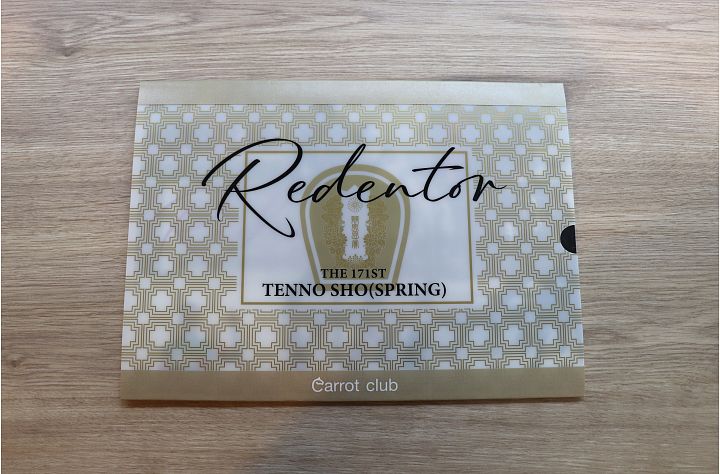 Redentor
THE 171ST
TENNO SHO(SPRING)
Carrot club